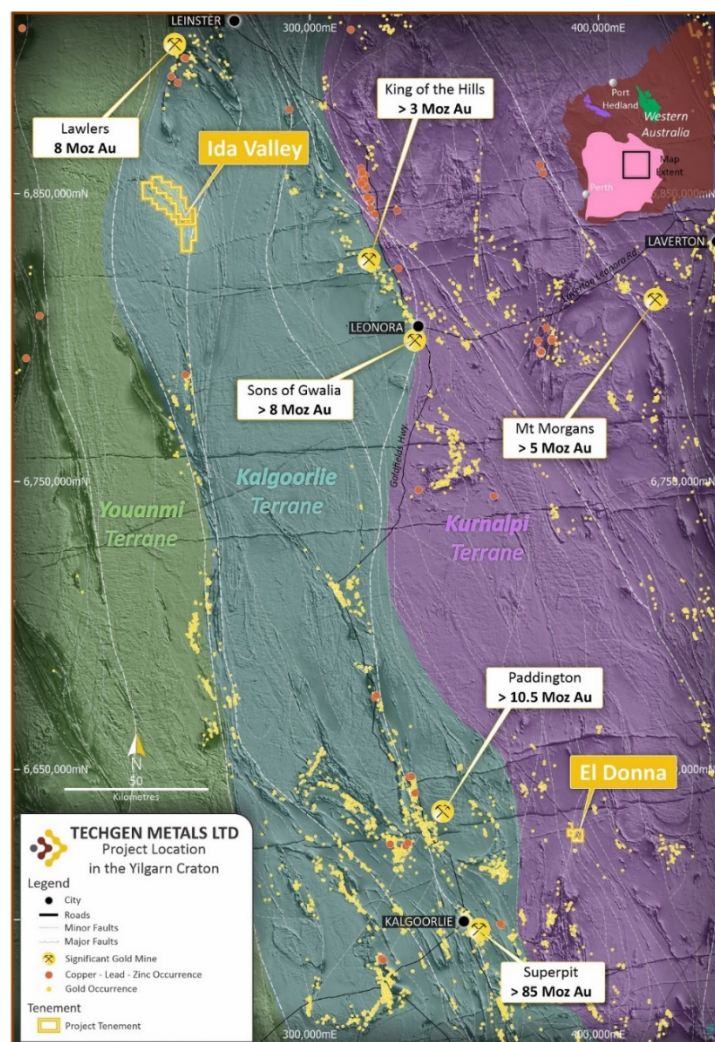 LEINSTER
300,000mE
400,000mE
King of the Hills
> 3 Moz Au
Port
Hedland
Western
Australia
Map
Extent
Perth
Lawlers
8 Moz Au
Ida Valley
6,850,000mN
6,850,000mN
LAVERTON
Laverton Leonora Rd
LEONORA
Sons of Gwalia
> 8 Moz Au
Mt Morgans
> 5 Moz Au
Goldfields Hwy
6,750,000mN
6,750,000mN
Youanmi
Terrane
Kalgoorlie
Terrane
Kurnalpi
Terrane
Paddington
> 10.5 Moz Au
El Donna
6,650,000mN
6,650,000mN
N
50
Kilometres
TECHGEN METALS LTD
Project Location
in the Yilgarn Craton
Legend
City
Roads
Minor Faults
Major Faults
Significant Gold Mine
Copper - Lead - Zinc Occurrence
Gold Occurrence
Tenement
Project Tenement
KALGOORLIE
Superpit
> 85 Moz Au
300,000mE
400,000mE